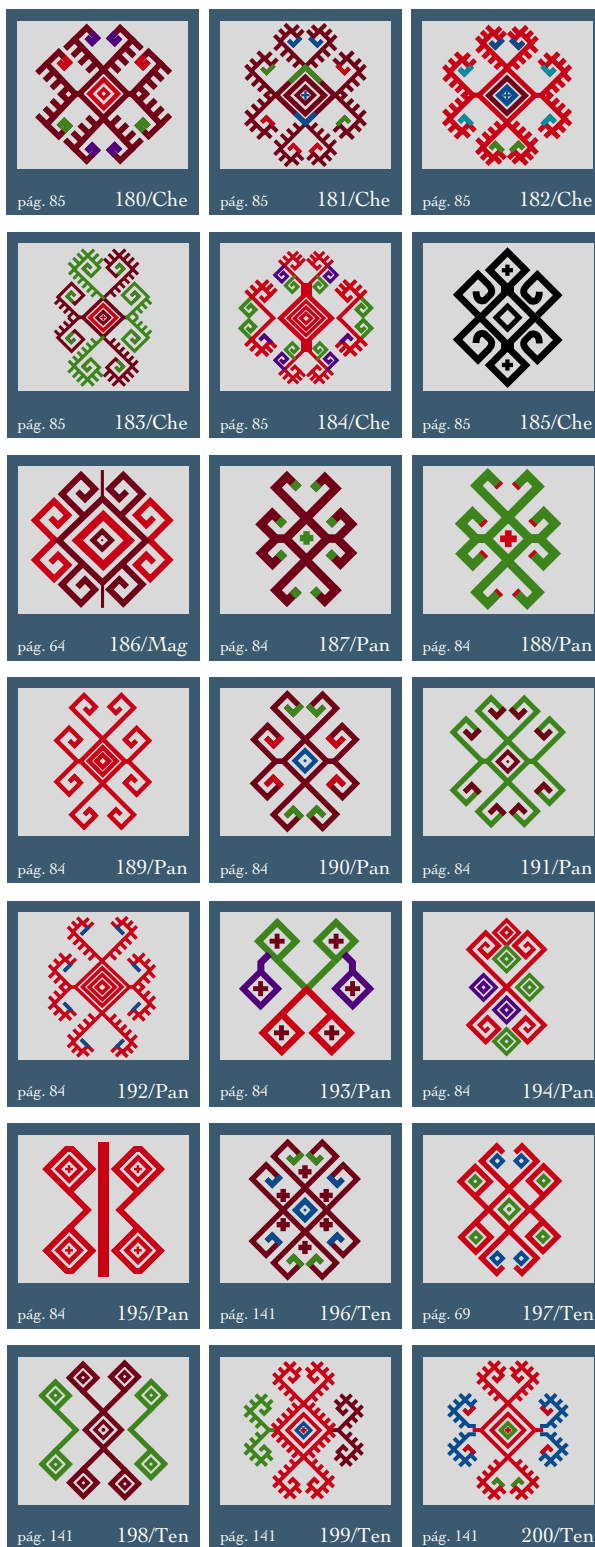 pág. 85 180/Che
pág. 85 181/Che
pág. 85 182/Che
pág. 85 183/Che
pág. 85 184/Che
pág. 85 185/Che
pág. 64 186/Mag
pág. 84 187/Pan
pág. 84 188/Pan
pág. 84 189/Pan
pág. 84 190/Pan
pág. 84 191/Pan
pág. 84 192/Pan
pág. 84 193/Pan
pág. 84 194/Pan
pág. 84 195/Pan
pág. 141 196/Ten
pág. 69 197/Ten
pág. 141 198/Ten
pág. 141 199/Ten
pág. 141 200/Ten